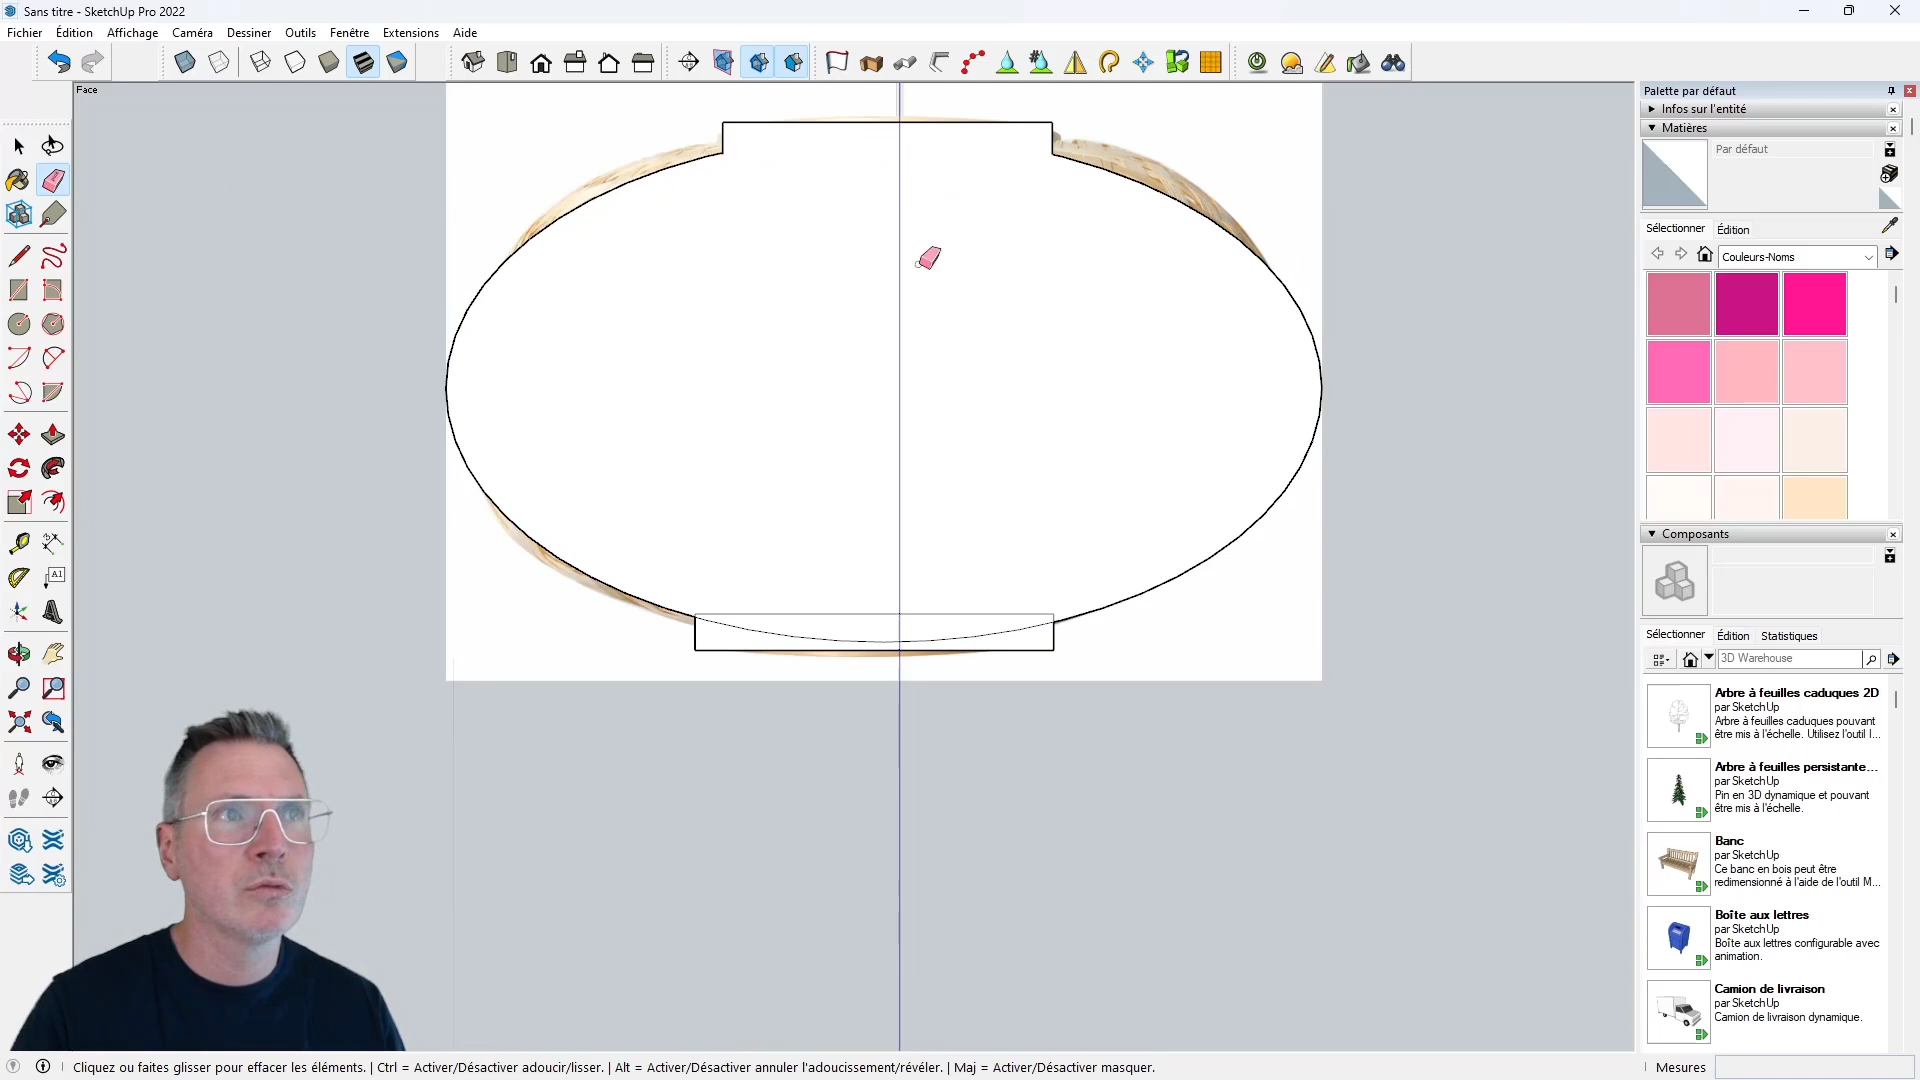 Sans titre - SketchUp Pro 2022
Fichier Édition Affichage Caméra Dessiner Outils Fenêtre Extensions Aide
Face
Palette par défaut
Infos sur l'entité
Matières
Par défaut
Sélectionner Édition
Couleurs-Noms
Composants
Sélectionner Édition Statistiques
3D Warehouse
Arbre à feuilles caduques 2D
par SketchUp
Arbre à feuilles caduques pouvant
être mis à l'échelle. Utilisez l'outil l...
Arbre à feuilles persistante...
par SketchUp
Pin en 3D dynamique et pouvant
être mis à l'échelle.
Banc
par SketchUp
Ce banc en bois peut être
redimensionné à l'aide de l'outil M...
Boîte aux lettres
par SketchUp
Boîte aux lettres configurable avec
animation.
Camion de livraison
par SketchUp
Camion de livraison dynamique.
Cliquez ou faites glisser pour effacer les éléments. | Ctrl = Activer/Désactiver adoucir/lisser. | Alt = Activer/Désactiver annuler l'adoucissement/révéler. | Maj = Activer/Désactiver masquer.
Mesures